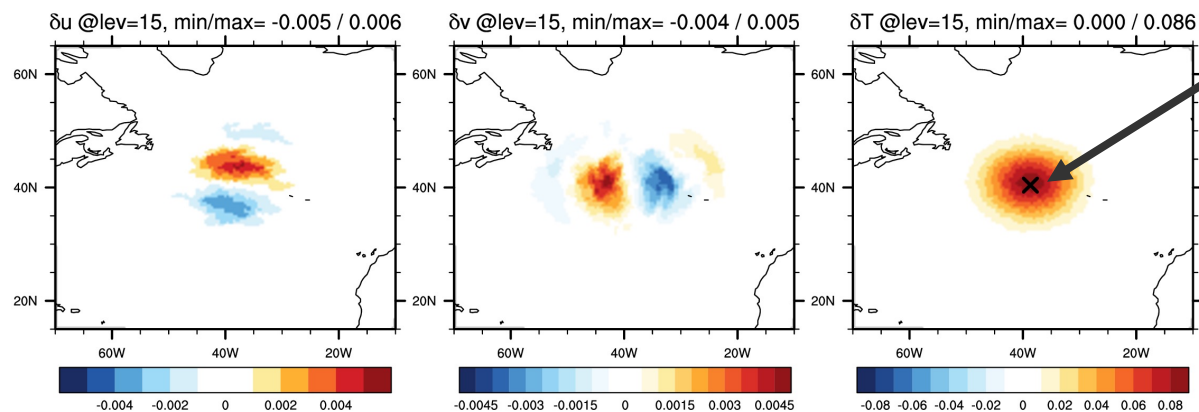 δu @lev=15, min/max= -0.005 / 0.006
60N
40N
20N
60W 40W 20W
-0.004 -0.002 0 0.002 0.004
δv @lev=15, min/max= -0.004 / 0.005
60N
40N
20N
60W 40W 20W
-0.0045 -0.003 -0.0015 0 0.0015 0.003 0.0045
δT @lev=15, min/max= 0.000 / 0.086
60N
40N
20N
60W 40W 20W
-0.08 -0.06 -0.04 -0.02 0 0.02 0.04 0.06 0.08